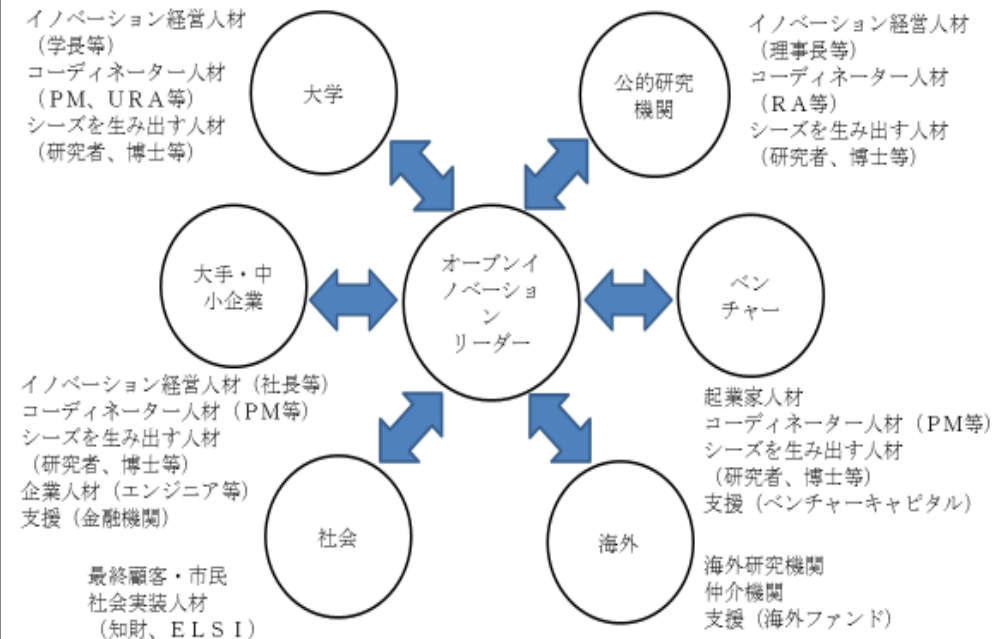 イノベーション経営人材
（学長等）
コーディネーター人材
（ＰＭ、ＵＲＡ等）
シーズを生み出す人材
（研究者、博士等）
大学
公的研究
機関
イノベーション経営人材
（理事長等）
コーディネーター人材
（ＲＡ等）
シーズを生み出す人材
（研究者、博士等）
大手・中
小企業
オープンイ
ノベーショ
ン
リーダー
ベン
チャー
イノベーション経営人材（社長等）
コーディネーター人材（ＰＭ等）
シーズを生み出す人材
（研究者、博士等）
企業人材（エンジニア等）
支援（金融機関）
起業家人材
コーディネーター人材（ＰＭ等）
シーズを生み出す人材
（研究者、博士等）
支援（ベンチャーキャピタル）
社会
海外
最終顧客・市民
社会実装人材
（知財、ＥＬＳＩ）
海外研究機関
仲介機関
支援（海外ファンド）